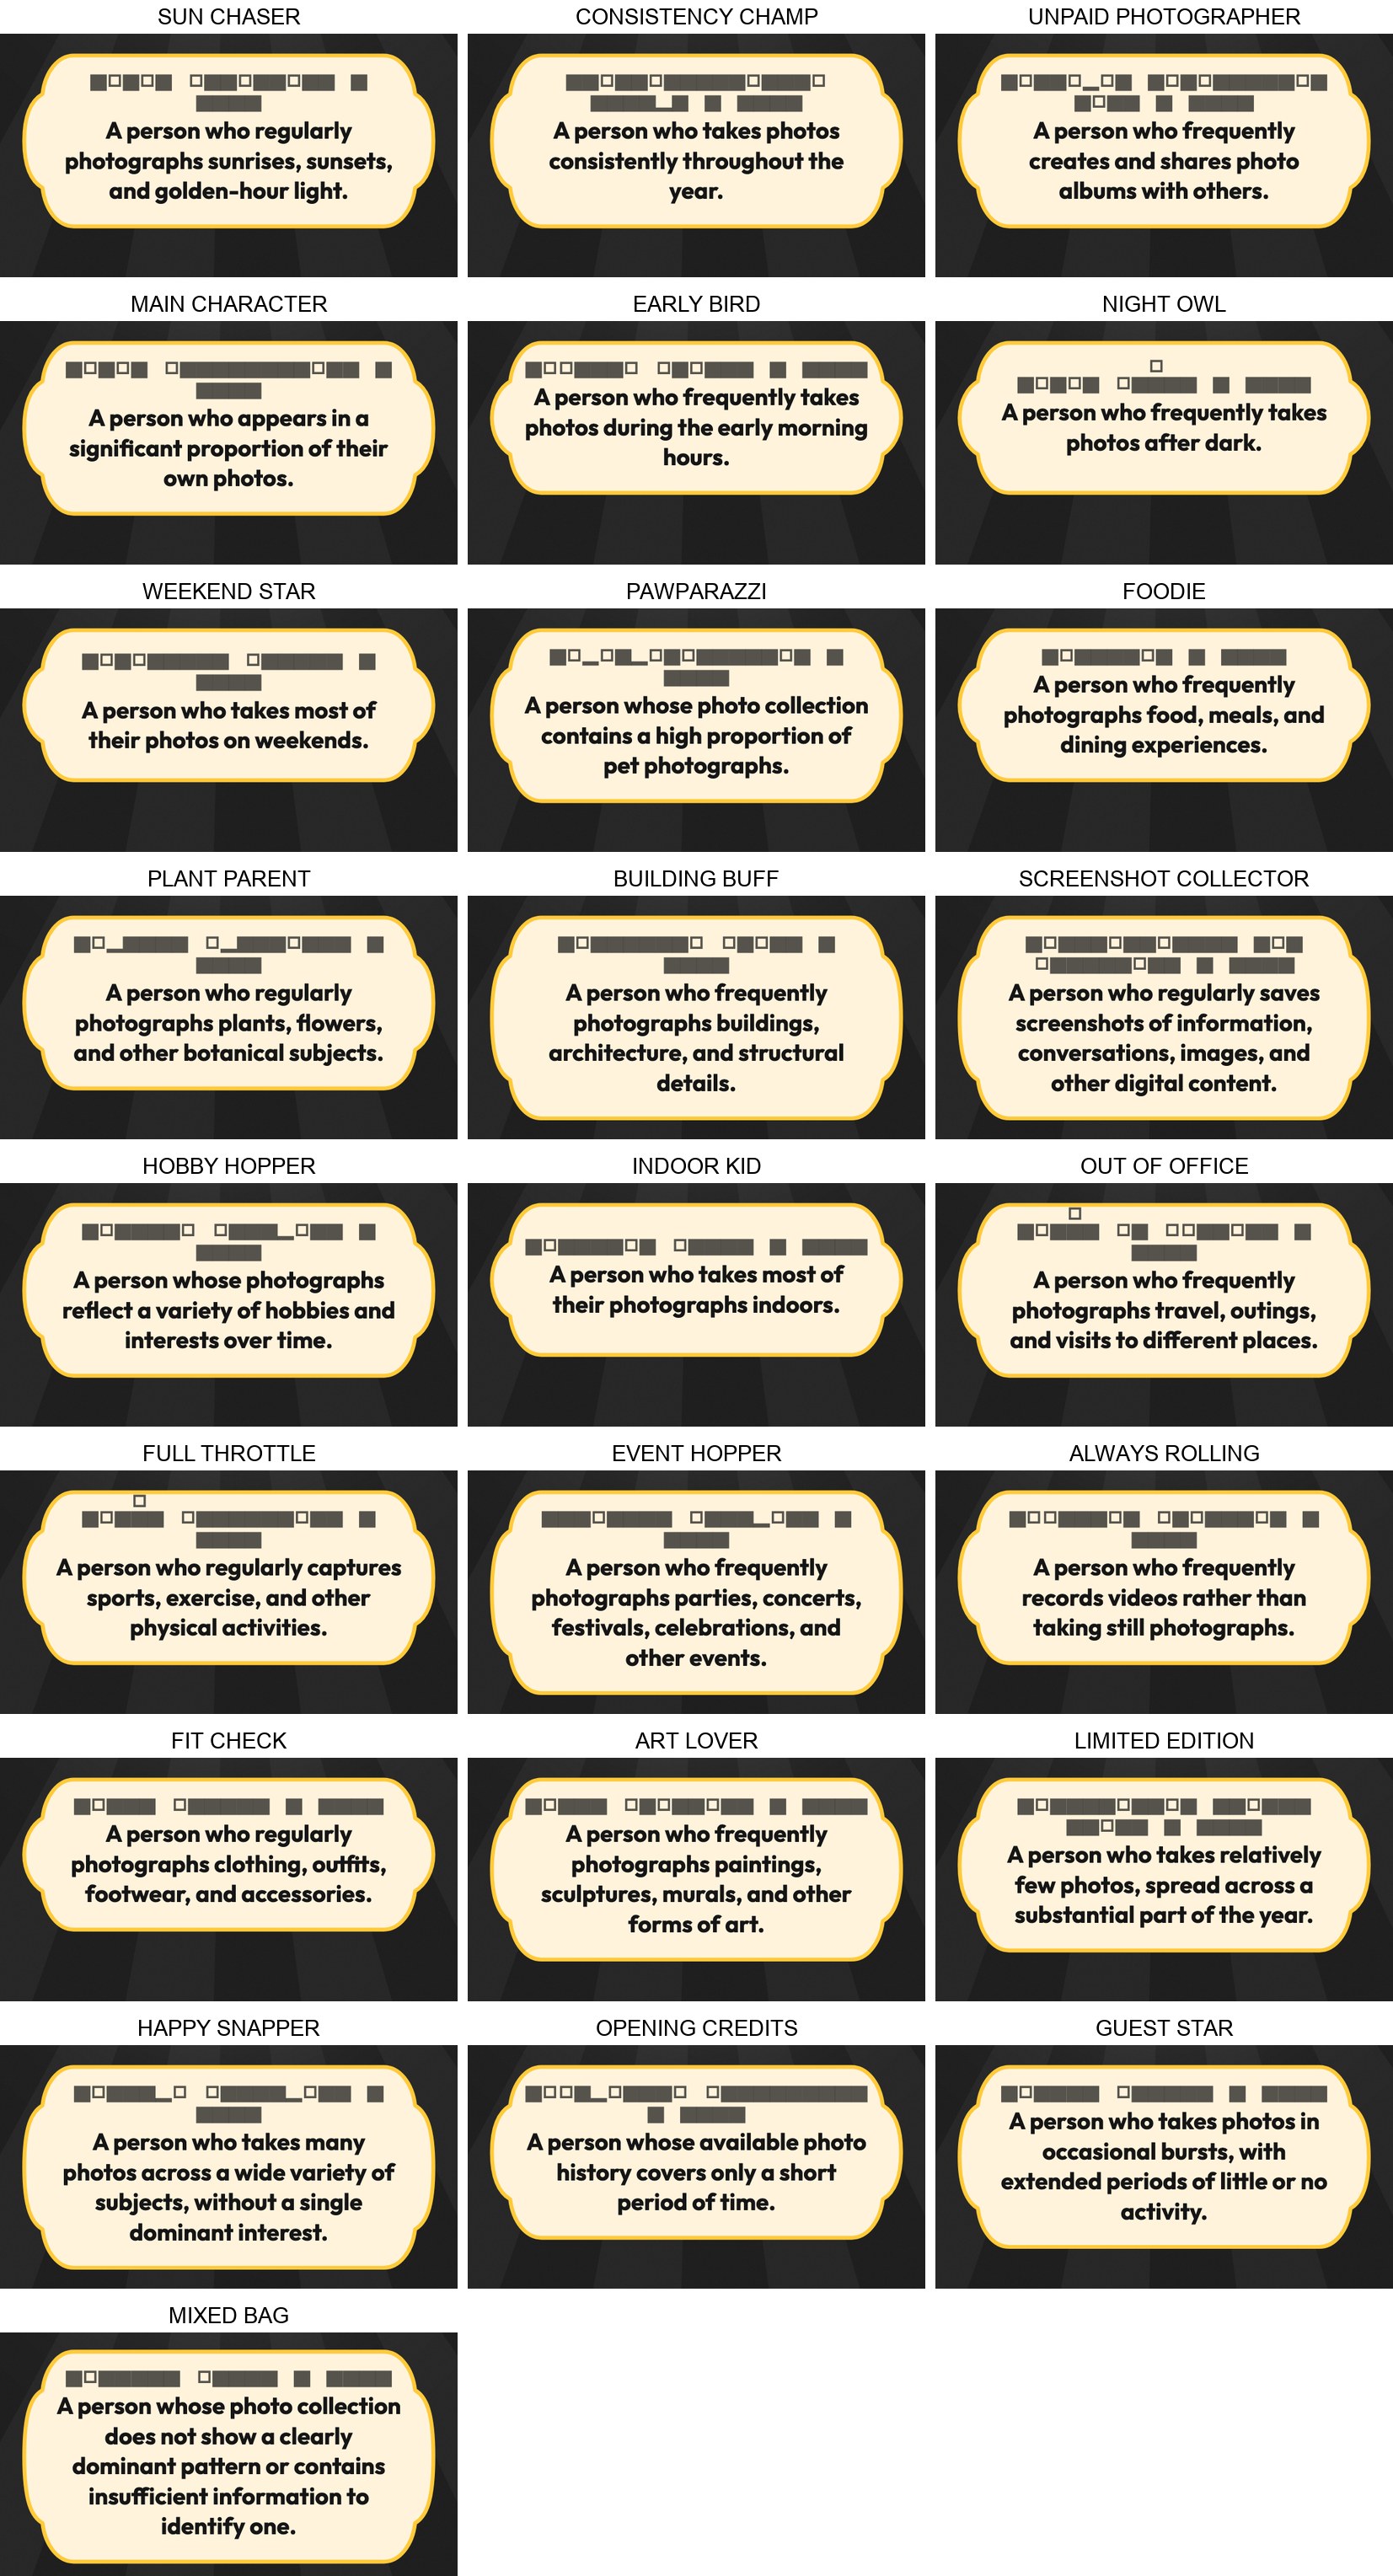 SUN CHASER
A person who regularly
photographs sunrises, sunsets,
and golden-hour light.
CONSISTENCY CHAMP
A person who takes photos
consistently throughout the
year.
UNPAID PHOTOGRAPHER
A person who frequently
creates and shares photo
albums with others.
MAIN CHARACTER
A person who appears in a
significant proportion of their
own photos.
EARLY BIRD
A person who frequently takes
photos during the early morning
hours.
NIGHT OWL
A person who frequently takes
photos after dark.
WEEKEND STAR
A person who takes most of
their photos on weekends.
PAWPARAZZI
A person whose photo collection
contains a high proportion of
pet photographs.
FOODIE
A person who frequently
photographs food, meals, and
dining experiences.
PLANT PARENT
A person who regularly
photographs plants, flowers,
and other botanical subjects.
BUILDING BUFF
A person who frequently
photographs buildings,
architecture, and structural
details.
SCREENSHOT COLLECTOR
A person who regularly saves
screenshots of information,
conversations, images, and
other digital content.
HOBBY HOPPER
A person whose photographs
reflect a variety of hobbies and
interests over time.
INDOOR KID
A person who takes most of
their photographs indoors.
OUT OF OFFICE
A person who frequently
photographs travel, outings,
and visits to different places.
FULL THROTTLE
A person who regularly captures
sports, exercise, and other
physical activities.
EVENT HOPPER
A person who frequently
photographs parties, concerts,
festivals, celebrations, and
other events.
ALWAYS ROLLING
A person who frequently
records videos rather than
taking still photographs.
FIT CHECK
A person who regularly
photographs clothing, outfits,
footwear, and accessories.
ART LOVER
A person who frequently
photographs paintings,
sculptures, murals, and other
forms of art.
LIMITED EDITION
A person who takes relatively
few photos, spread across a
substantial part of the year.
HAPPY SNAPPER
A person who takes many
photos across a wide variety of
subjects, without a single
dominant interest.
OPENING CREDITS
A person whose available photo
history covers only a short
period of time.
GUEST STAR
A person who takes photos in
occasional bursts, with
extended periods of little or no
activity.
MIXED BAG
A person whose photo collection
does not show a clearly
dominant pattern or contains
insufficient information to
identify one.